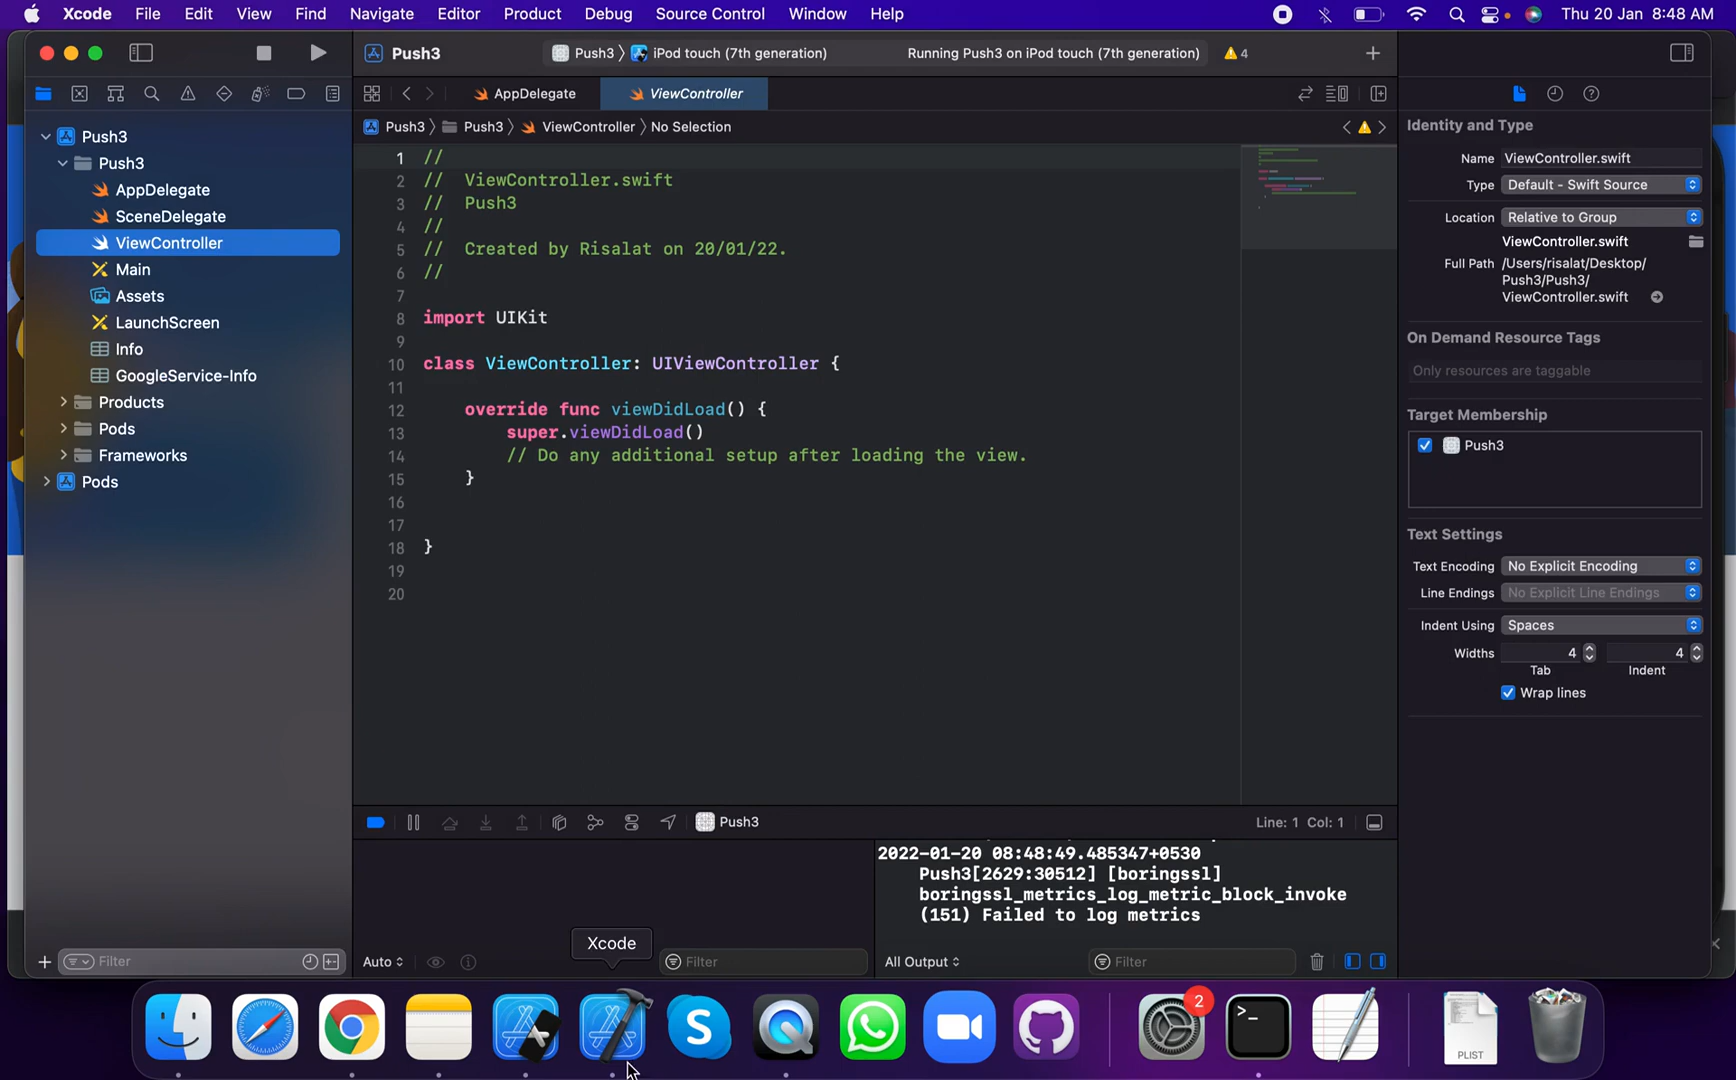 Xcode File Edit View Find Navigate Editor Product Debug Source Control Window Help Thu 20 Jan 8:48 AM
Push3 Push3 iPod touch (7th generation) Running Push3 on iPod touch (7th generation) 4
AppDelegate ViewController
Push3 Push3 ViewController No Selection
Push3
Push3
AppDelegate
SceneDelegate
ViewController
Main
Assets
LaunchScreen
Info
GoogleService-Info
Products
Pods
Frameworks
Pods
Filter
1 //
2 // ViewController.swift
3 // Push3
4 //
5 // Created by Risalat on 20/01/22.
6 //
7
8 import UIKit
9
10 class ViewController: UIViewController {
11
12 override func viewDidLoad() {
13 super.viewDidLoad()
14 // Do any additional setup after loading the view.
15 }
16
17
18 }
19
20
Push3 Line: 1 Col: 1
2022-01-20 08:48:49.485347+0530
Push3[2629:30512] [boringssl]
boringssl_metrics_log_metric_block_invoke
(151) Failed to log metrics
Auto Filter All Output Filter
Xcode
Identity and Type
Name ViewController.swift
Type Default - Swift Source
Location Relative to Group
ViewController.swift
Full Path /Users/risalat/Desktop/
Push3/Push3/
ViewController.swift
On Demand Resource Tags
Only resources are taggable
Target Membership
Push3
Text Settings
Text Encoding No Explicit Encoding
Line Endings No Explicit Line Endings
Indent Using Spaces
Widths 4 4
Tab Indent
Wrap lines
2
PLIST